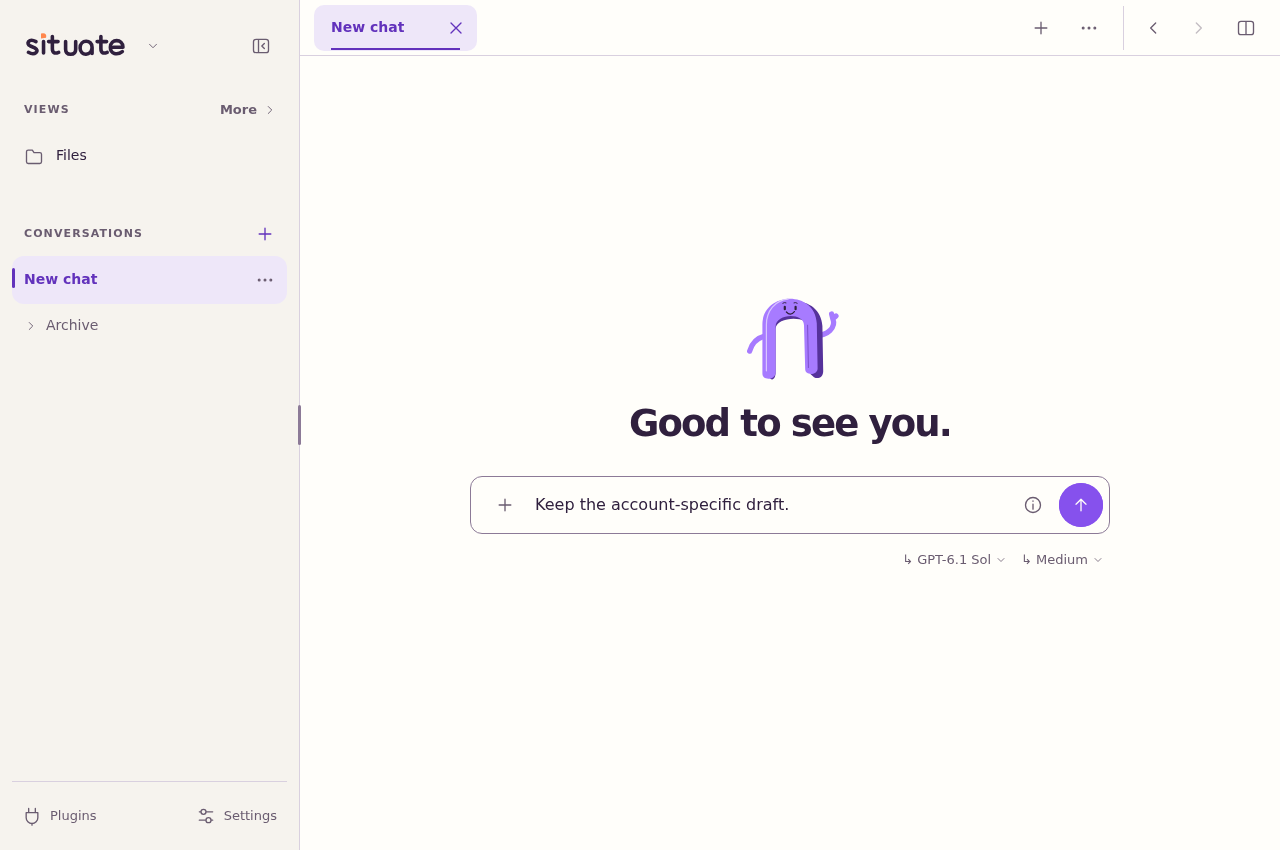 situate
New chat
VIEWS
More
Files
CONVERSATIONS
New chat
Archive
Good to see you.
Keep the account-specific draft.
↳ GPT-6.1 Sol
↳ Medium
Plugins
Settings